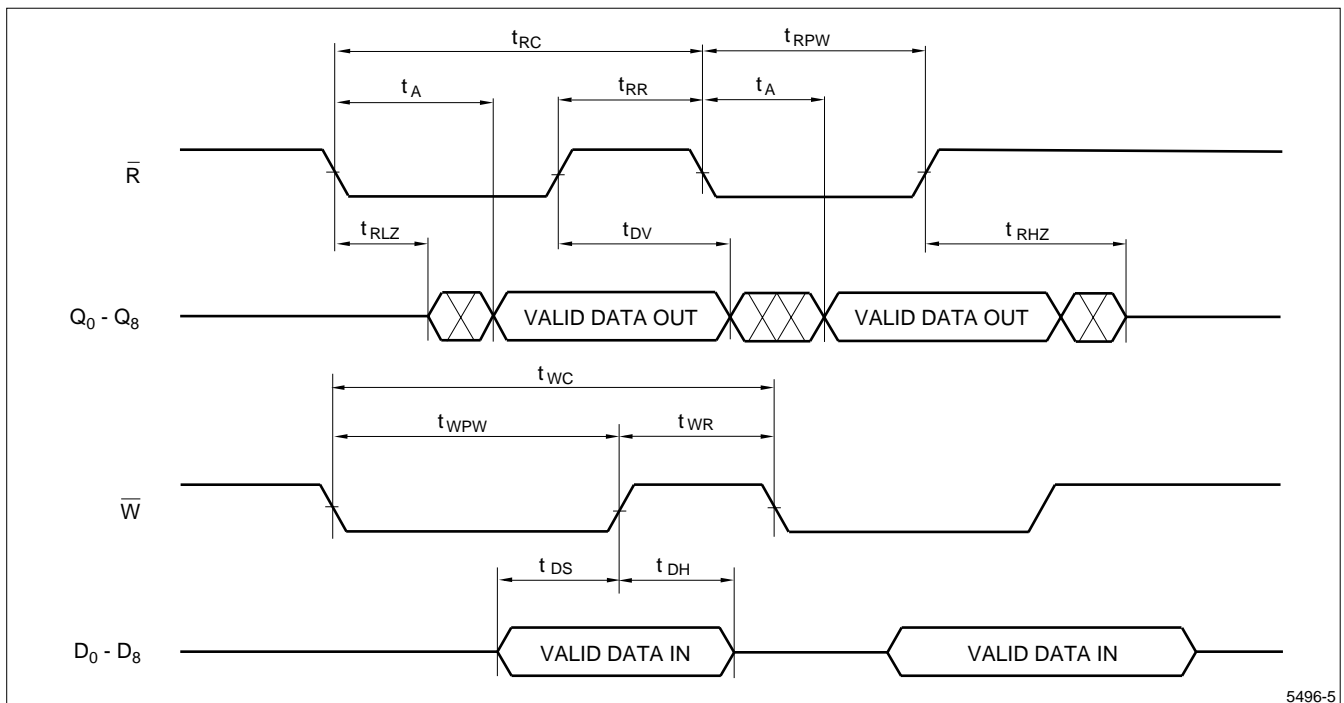 tRC
tRPW
tA
tRR
tA
R̅
tRLZ
tDV
tRHZ
Q0 - Q8
VALID DATA OUT
VALID DATA OUT
tWC
tWPW
tWR
W̅
tDS
tDH
D0 - D8
VALID DATA IN
VALID DATA IN
5496-5